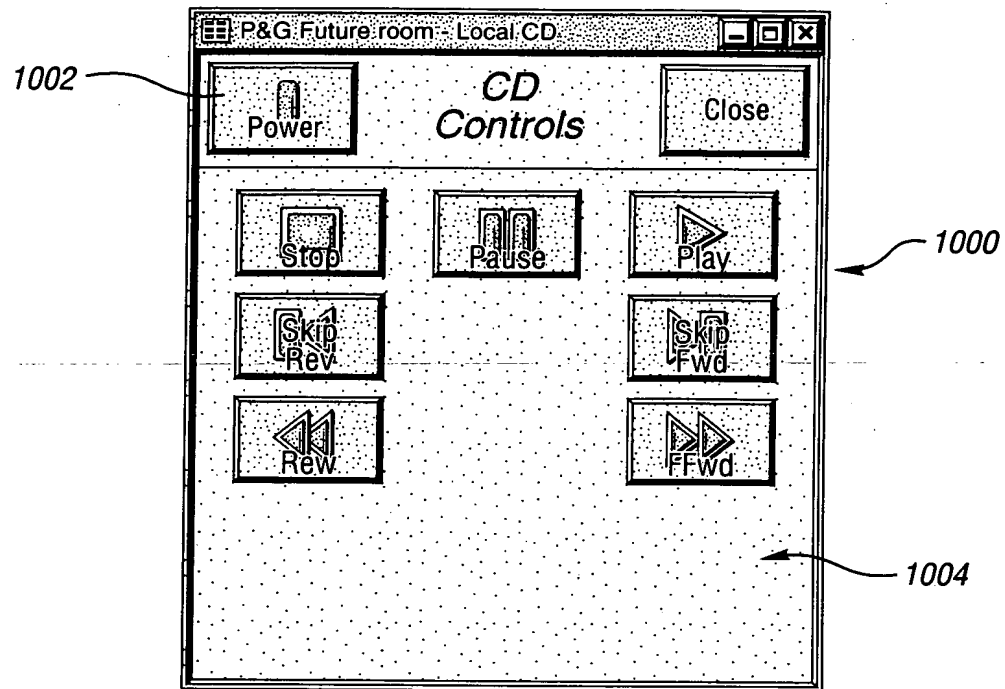 P&G Future room - Local CD
1002
Power
CD
Controls
Close
Stop
Pause
Play
1000
Skip
Rev
Skip
Fwd
Rew
FFwd
1004